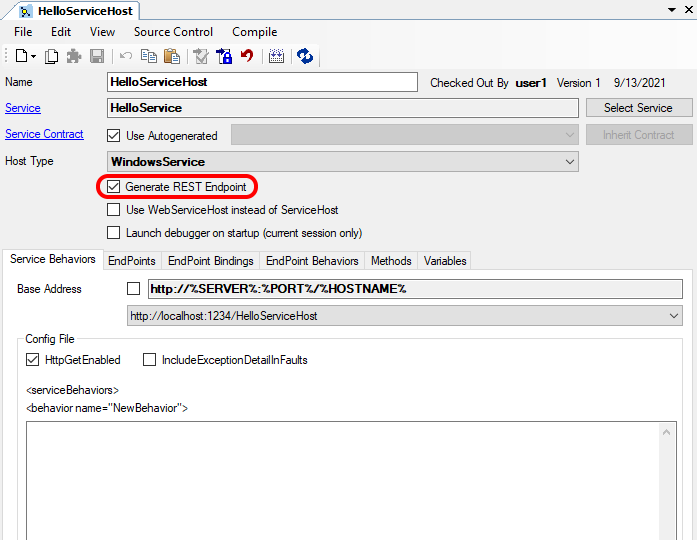 HelloServiceHost
File Edit View Source Control Compile
Name HelloServiceHost Checked Out By user1 Version 1 9/13/2021
Service HelloService Select Service
Service Contract Use Autogenerated Inherit Contract
Host Type WindowsService
Generate REST Endpoint
Use WebServiceHost instead of ServiceHost
Launch debugger on startup (current session only)
Service Behaviors EndPoints EndPoint Bindings EndPoint Behaviors Methods Variables
Base Address http://%SERVER%:%PORT%/%HOSTNAME%
http://localhost:1234/HelloServiceHost
Config File
HttpGetEnabled IncludeExceptionDetailInFaults
<serviceBehaviors>
<behavior name="NewBehavior">